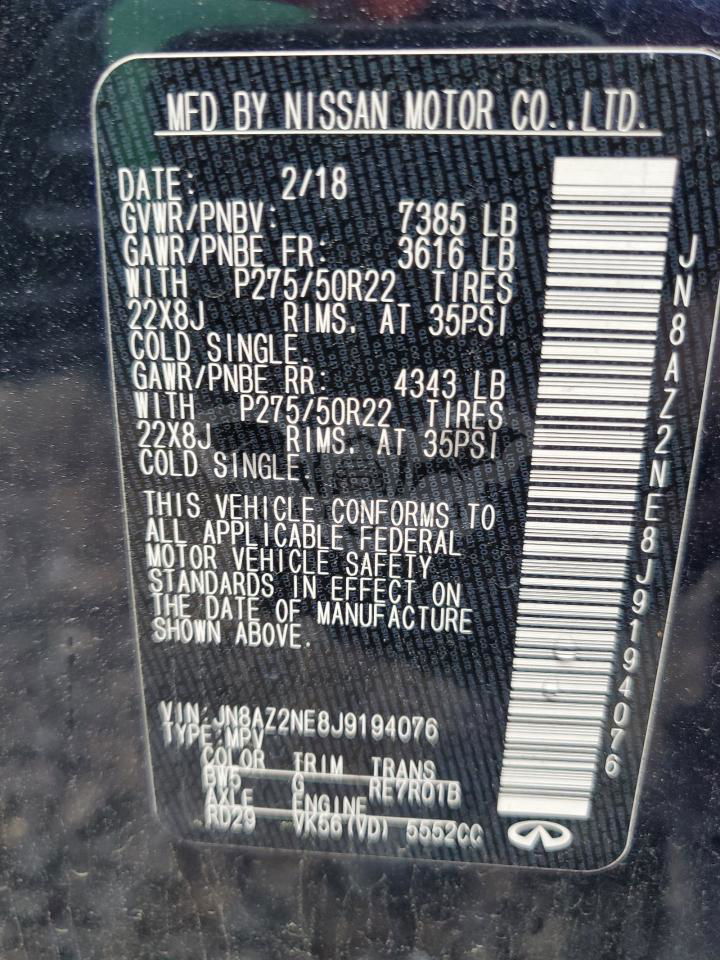 MFD BY NISSAN MOTOR CO.,LTD.
DATE: 2/18
GVWR/PNBV: 7385 LB
GAWR/PNBE FR: 3616 LB
WITH P275/50R22 TIRES
22X8J RIMS. AT 35PSI
COLD SINGLE.
GAWR/PNBE RR: 4343 LB
WITH P275/50R22 TIRES
22X8J RIMS. AT 35PSI
COLD SINGLE.
THIS VEHICLE CONFORMS TO
ALL APPLICABLE FEDERAL
MOTOR VEHICLE SAFETY
STANDARDS IN EFFECT ON
THE DATE OF MANUFACTURE
SHOWN ABOVE.
VIN:JN8AZ2NE8J9194076
TYPE:MPV
COLOR TRIM TRANS
BW5 G RE7R01B
AXLE ENGINE
RD29 VK56(VD) 5552CC
JN8AZ2NE8J9194076